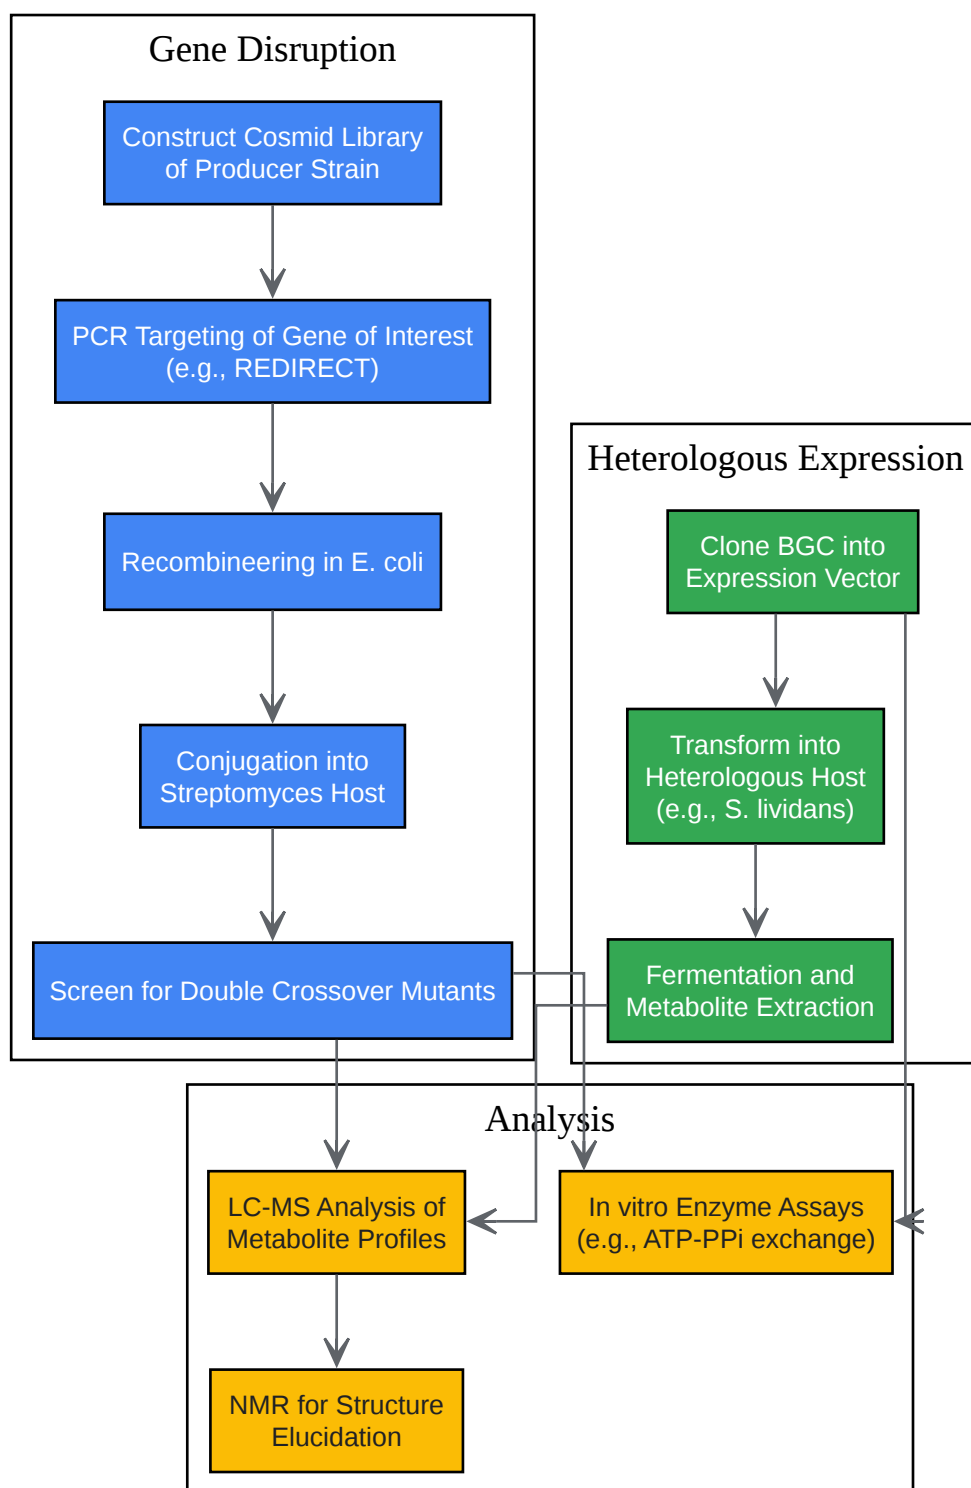 Gene Disruption
Construct Cosmid Library
of Producer Strain
PCR Targeting of Gene of Interest
(e.g., REDIRECT)
Recombineering in E. coli
Conjugation into
Streptomyces Host
Screen for Double Crossover Mutants
Heterologous Expression
Clone BGC into
Expression Vector
Transform into
Heterologous Host
(e.g., S. lividans)
Fermentation and
Metabolite Extraction
Analysis
LC-MS Analysis of
Metabolite Profiles
In vitro Enzyme Assays
(e.g., ATP-PPi exchange)
NMR for Structure
Elucidation